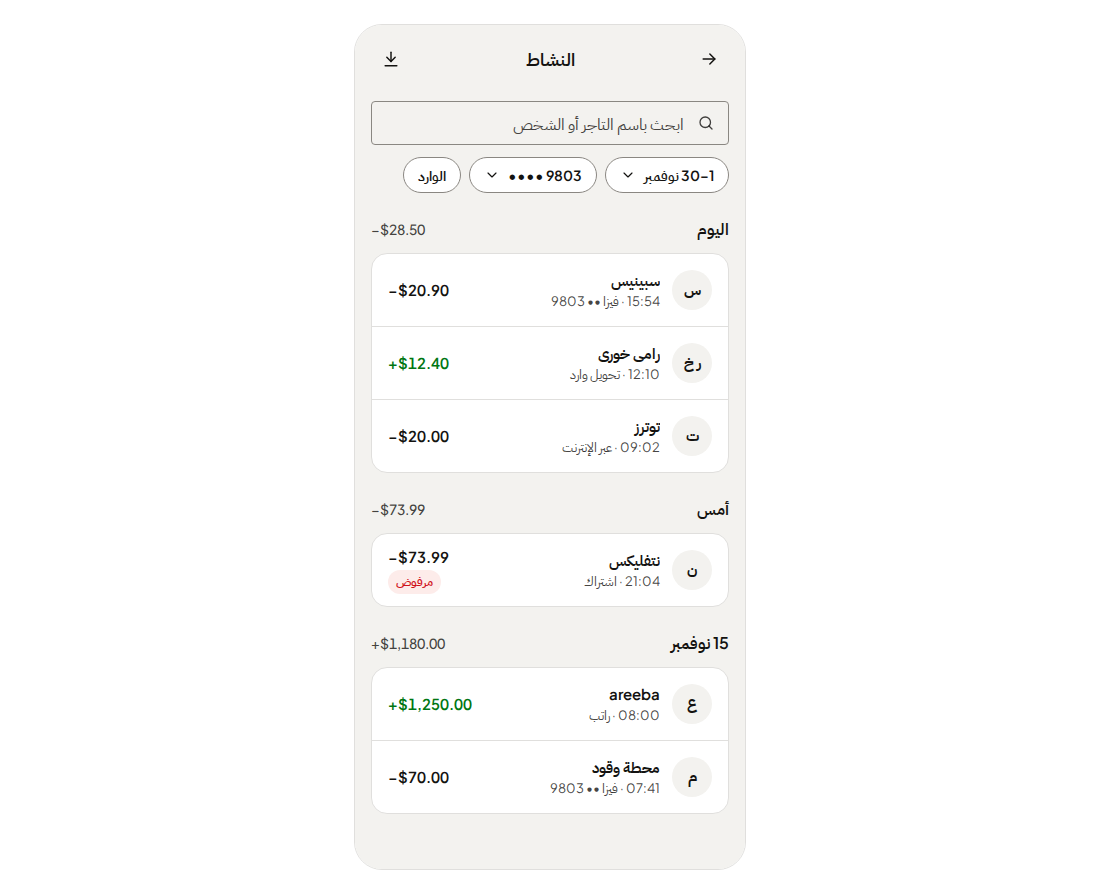 النشاط
ابحث باسم التاجر أو الشخص
1–30 نوفمبر
•••• 9803
الوارد
اليوم
–$28.50
س
سبينيس
15:54 · فيزا •• 9803
–$20.90
ر خ
رامي خوري
12:10 · تحويل وارد
+$12.40
ت
توترز
09:02 · عبر الإنترنت
–$20.00
أمس
–$73.99
ن
نتفليكس
21:04 · اشتراك
–$73.99
مرفوض
15 نوفمبر
+$1,180.00
ع
areeba
08:00 · راتب
+$1,250.00
م
محطة وقود
07:41 · فيزا •• 9803
–$70.00